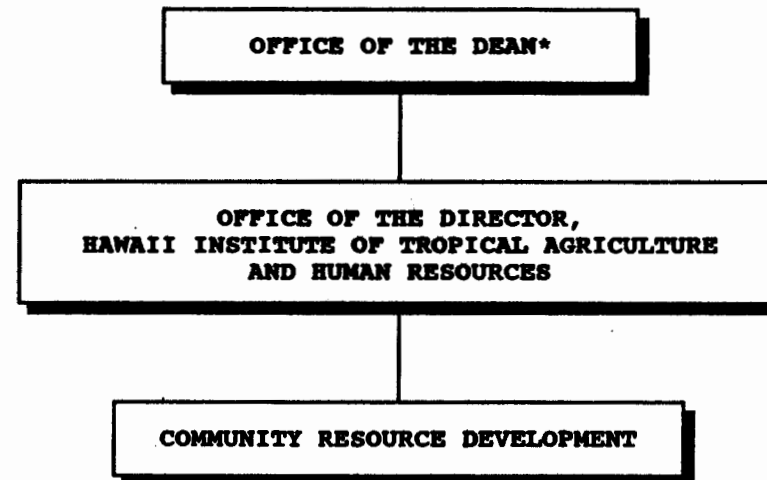 OFFICE OF THE DEAN*
OFFICE OF THE DIRECTOR,
HAWAII INSTITUTE OF TROPICAL AGRICULTURE
AND HUMAN RESOURCES
COMMUNITY RESOURCE DEVELOPMENT